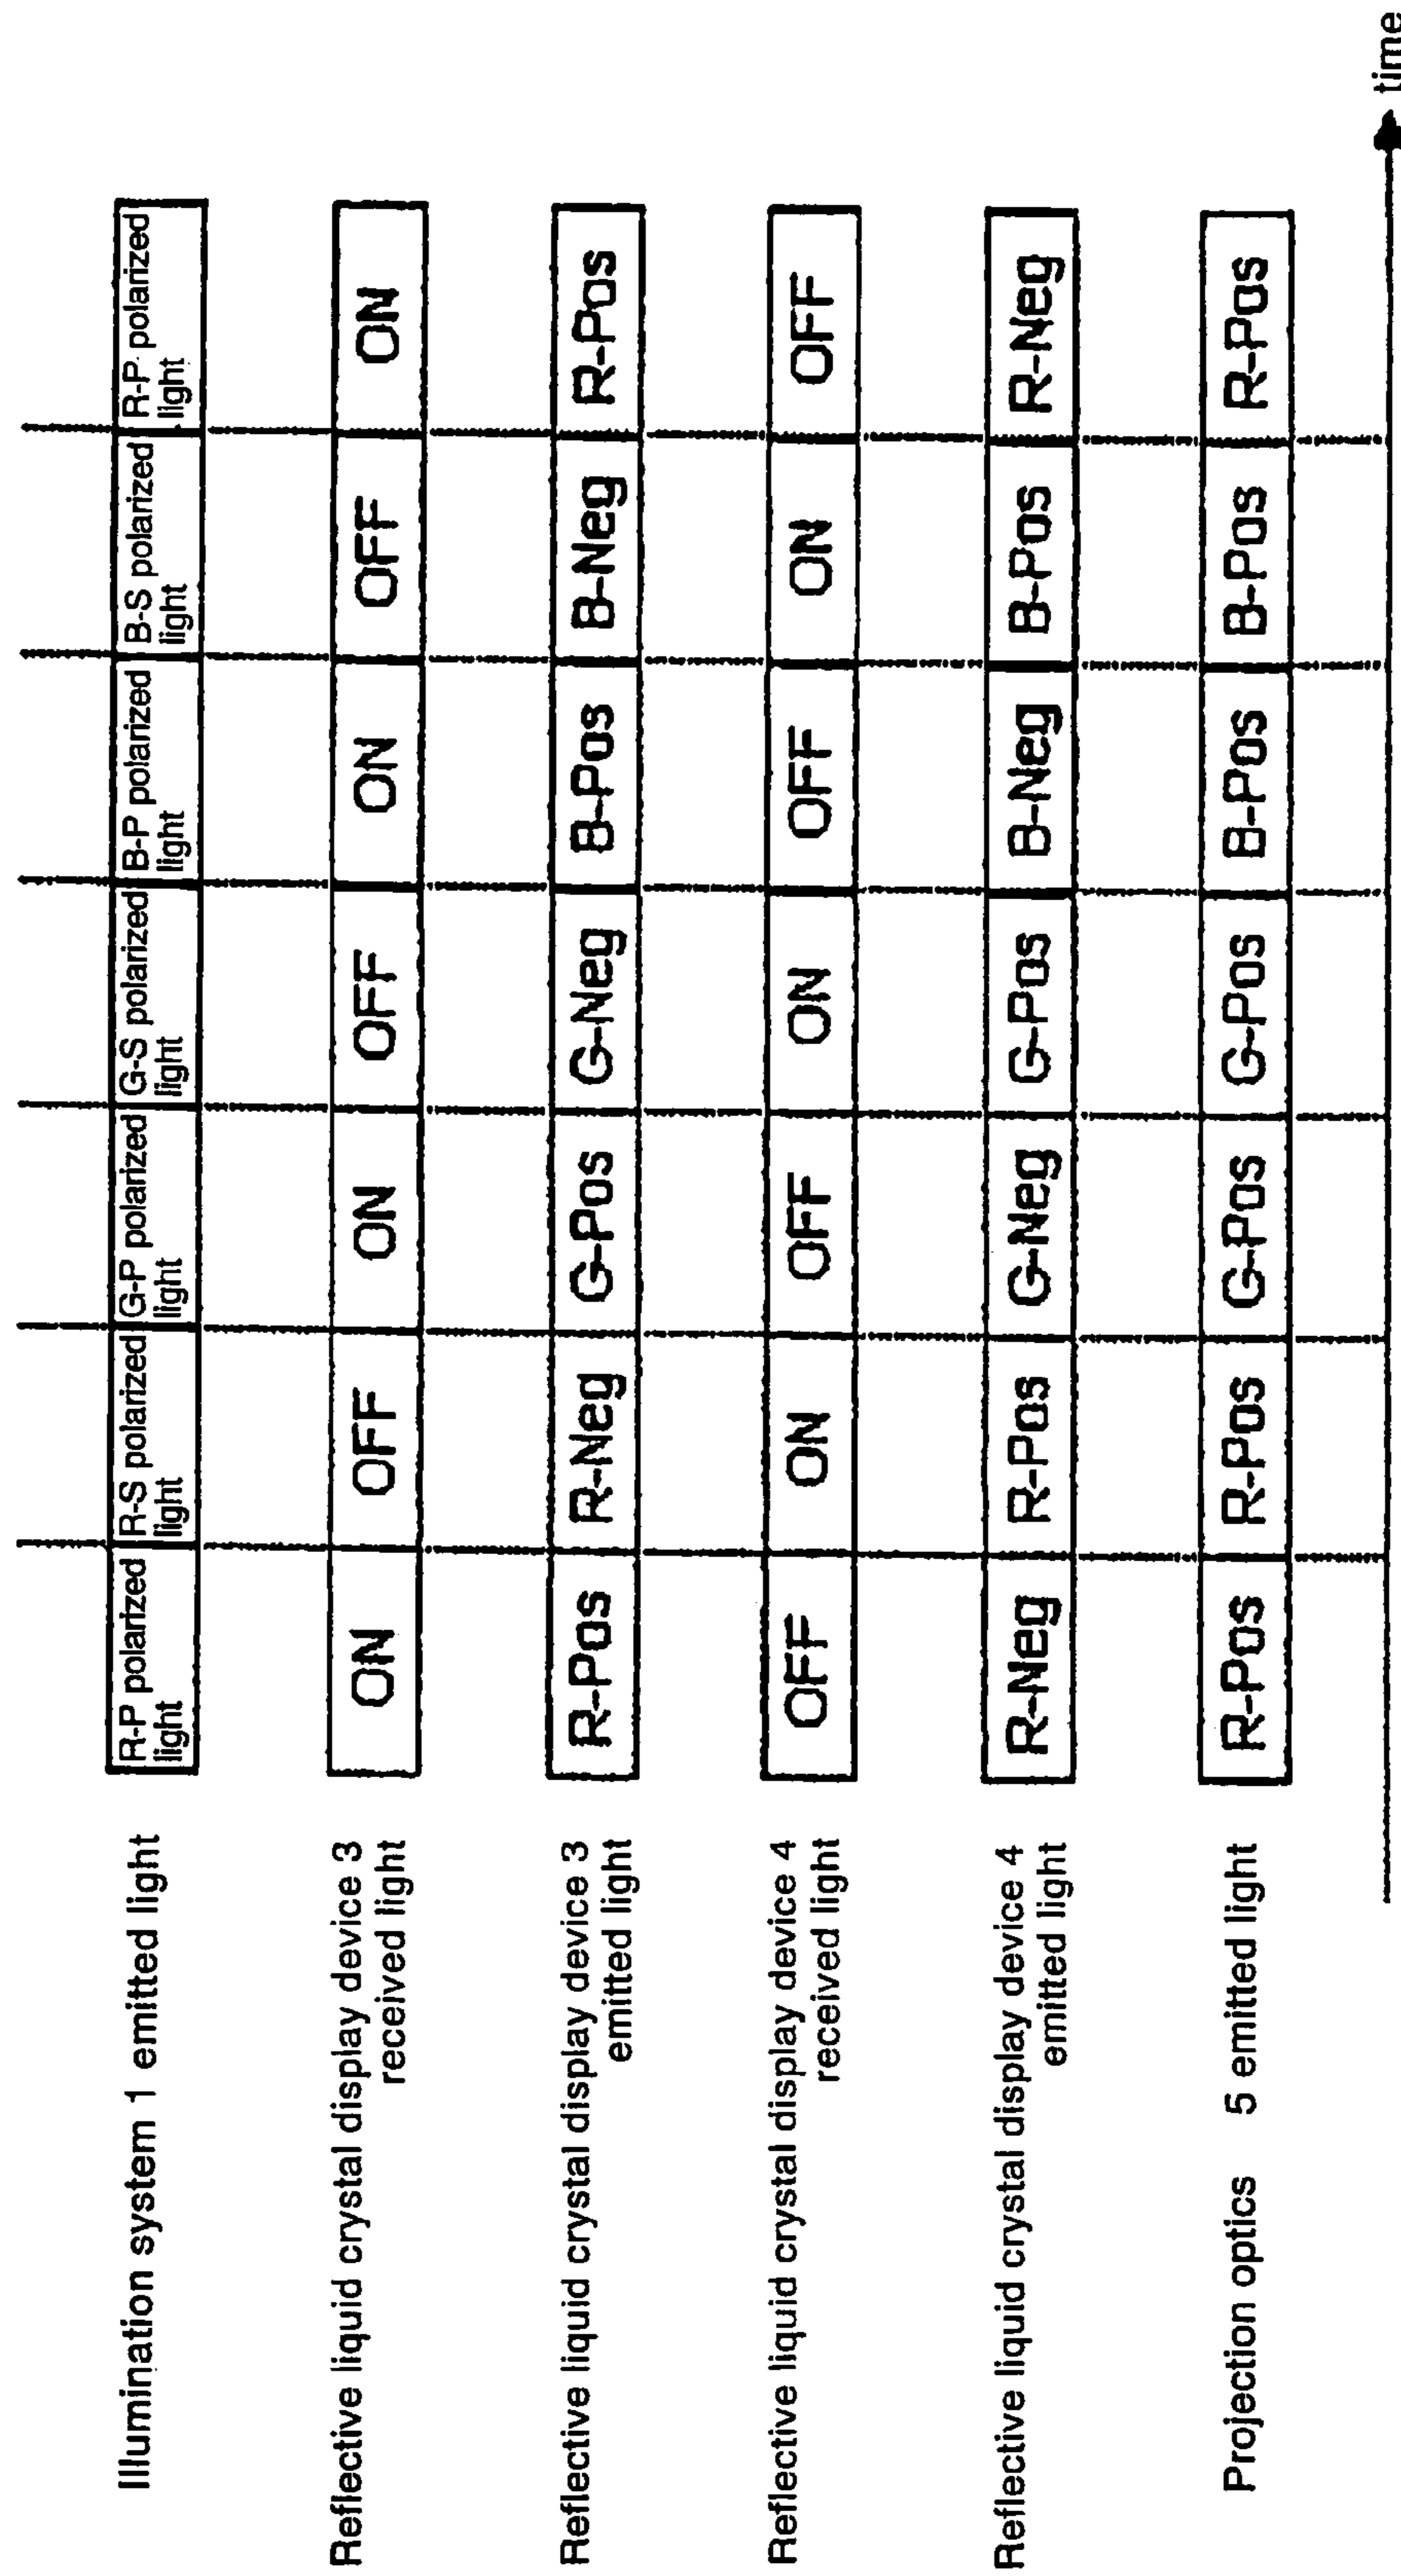 Illumination system 1 emitted light
R-P polarized
light
R-S polarized
light
G-P polarized
light
G-S polarized
light
B-P polarized
light
B-S polarized
light
R-P polarized
light
Reflective liquid crystal display device 3
received light
ON
OFF
ON
OFF
ON
OFF
ON
Reflective liquid crystal display device 3
emitted light
R-Pos
R-Neg
G-Pos
G-Neg
B-Pos
B-Neg
R-Pos
Reflective liquid crystal display device 4
received light
OFF
ON
OFF
ON
OFF
ON
OFF
Reflective liquid crystal display device 4
emitted light
R-Neg
R-Pos
G-Neg
G-Pos
B-Neg
B-Pos
R-Neg
Projection optics 5 emitted light
R-Pos
R-Pos
G-Pos
G-Pos
B-Pos
B-Pos
R-Pos
time